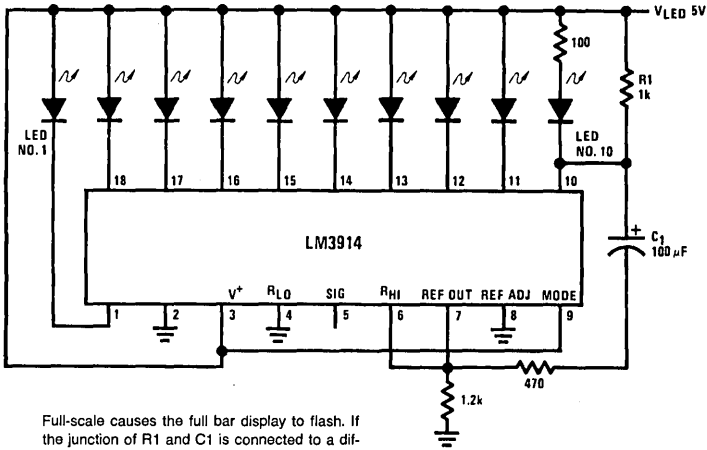 V_LED 5V
100
R1
1k
LED
NO. 1
LED
NO. 10
18 17 16 15 14 13 12 11 10
LM3914
C1
100 μF
V+ RLO SIG RHI REF OUT REF ADJ MODE
1 2 3 4 5 6 7 8 9
470
1.2k
Full-scale causes the full bar display to flash. If
the junction of R1 and C1 is connected to a dif-